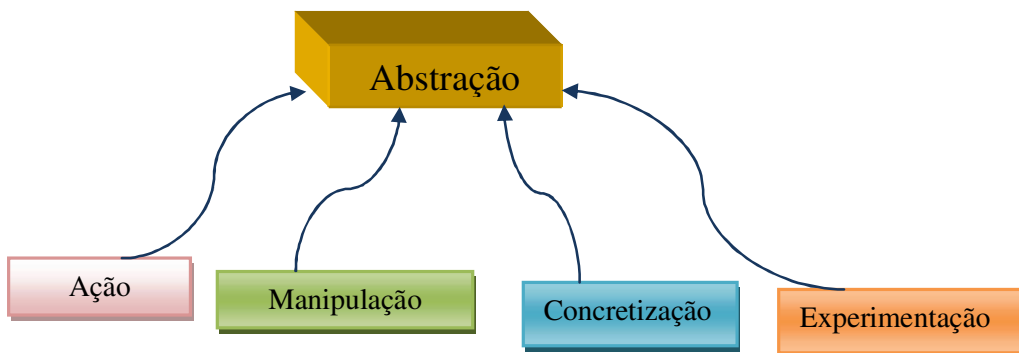 Abstração
Ação
Manipulação
Concretização
Experimentação